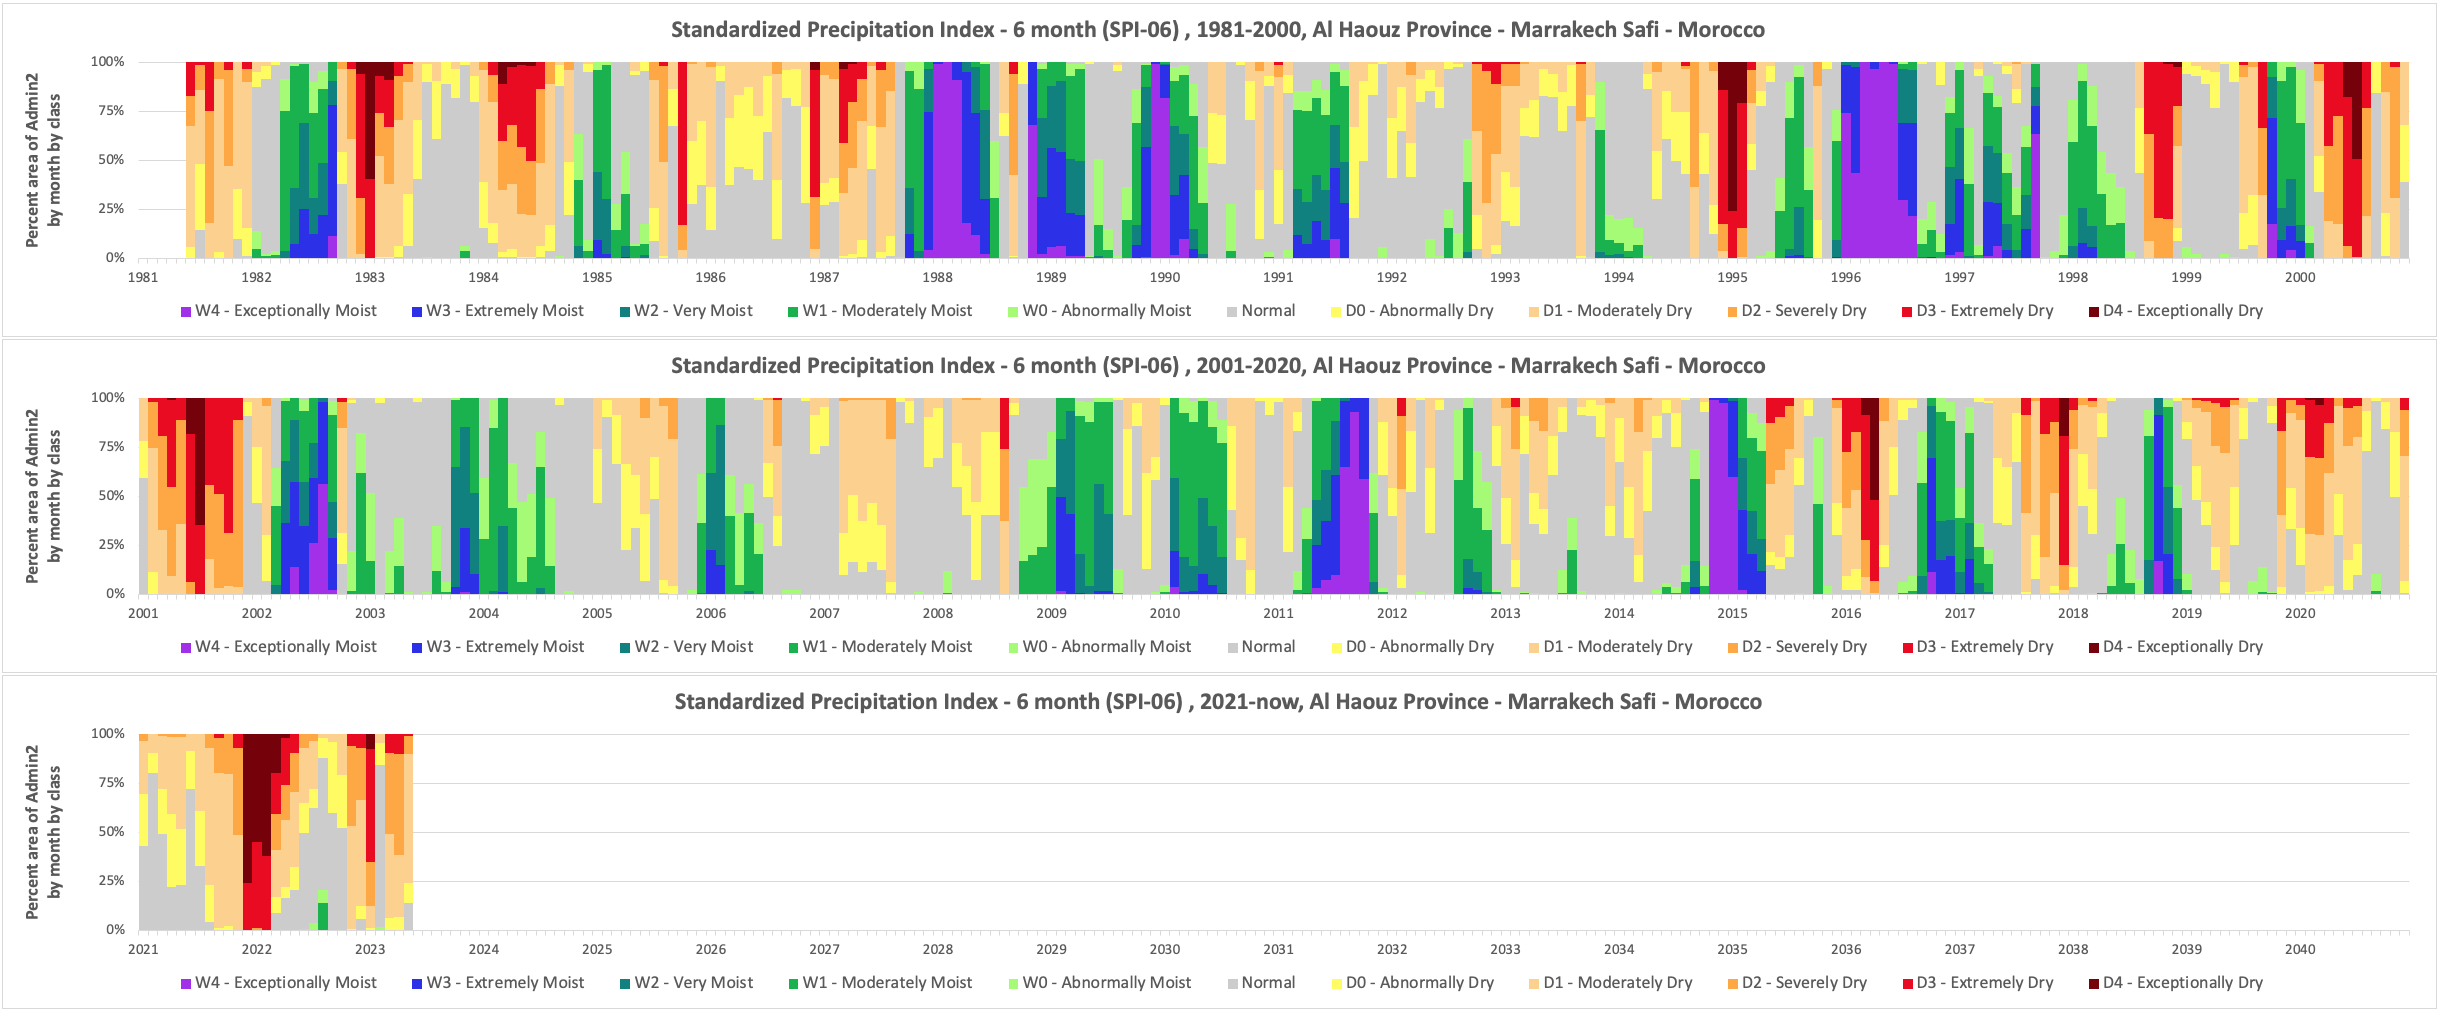 Standardized Precipitation Index - 6 month (SPI-06) , 1981-2000, Al Haouz Province - Marrakech Safi - Morocco
Percent area of Admin2
by month by class
100%
75%
50%
25%
0%
1981 1982 1983 1984 1985 1986 1987 1988 1989 1990 1991 1992 1993 1994 1995 1996 1997 1998 1999 2000
W4 - Exceptionally Moist W3 - Extremely Moist W2 - Very Moist W1 - Moderately Moist W0 - Abnormally Moist Normal D0 - Abnormally Dry D1 - Moderately Dry D2 - Severely Dry D3 - Extremely Dry D4 - Exceptionally Dry
Standardized Precipitation Index - 6 month (SPI-06) , 2001-2020, Al Haouz Province - Marrakech Safi - Morocco
Percent area of Admin2
by month by class
100%
75%
50%
25%
0%
2001 2002 2003 2004 2005 2006 2007 2008 2009 2010 2011 2012 2013 2014 2015 2016 2017 2018 2019 2020
W4 - Exceptionally Moist W3 - Extremely Moist W2 - Very Moist W1 - Moderately Moist W0 - Abnormally Moist Normal D0 - Abnormally Dry D1 - Moderately Dry D2 - Severely Dry D3 - Extremely Dry D4 - Exceptionally Dry
Standardized Precipitation Index - 6 month (SPI-06) , 2021-now, Al Haouz Province - Marrakech Safi - Morocco
Percent area of Admin2
by month by class
100%
75%
50%
25%
0%
2021 2022 2023 2024 2025 2026 2027 2028 2029 2030 2031 2032 2033 2034 2035 2036 2037 2038 2039 2040
W4 - Exceptionally Moist W3 - Extremely Moist W2 - Very Moist W1 - Moderately Moist W0 - Abnormally Moist Normal D0 - Abnormally Dry D1 - Moderately Dry D2 - Severely Dry D3 - Extremely Dry D4 - Exceptionally Dry